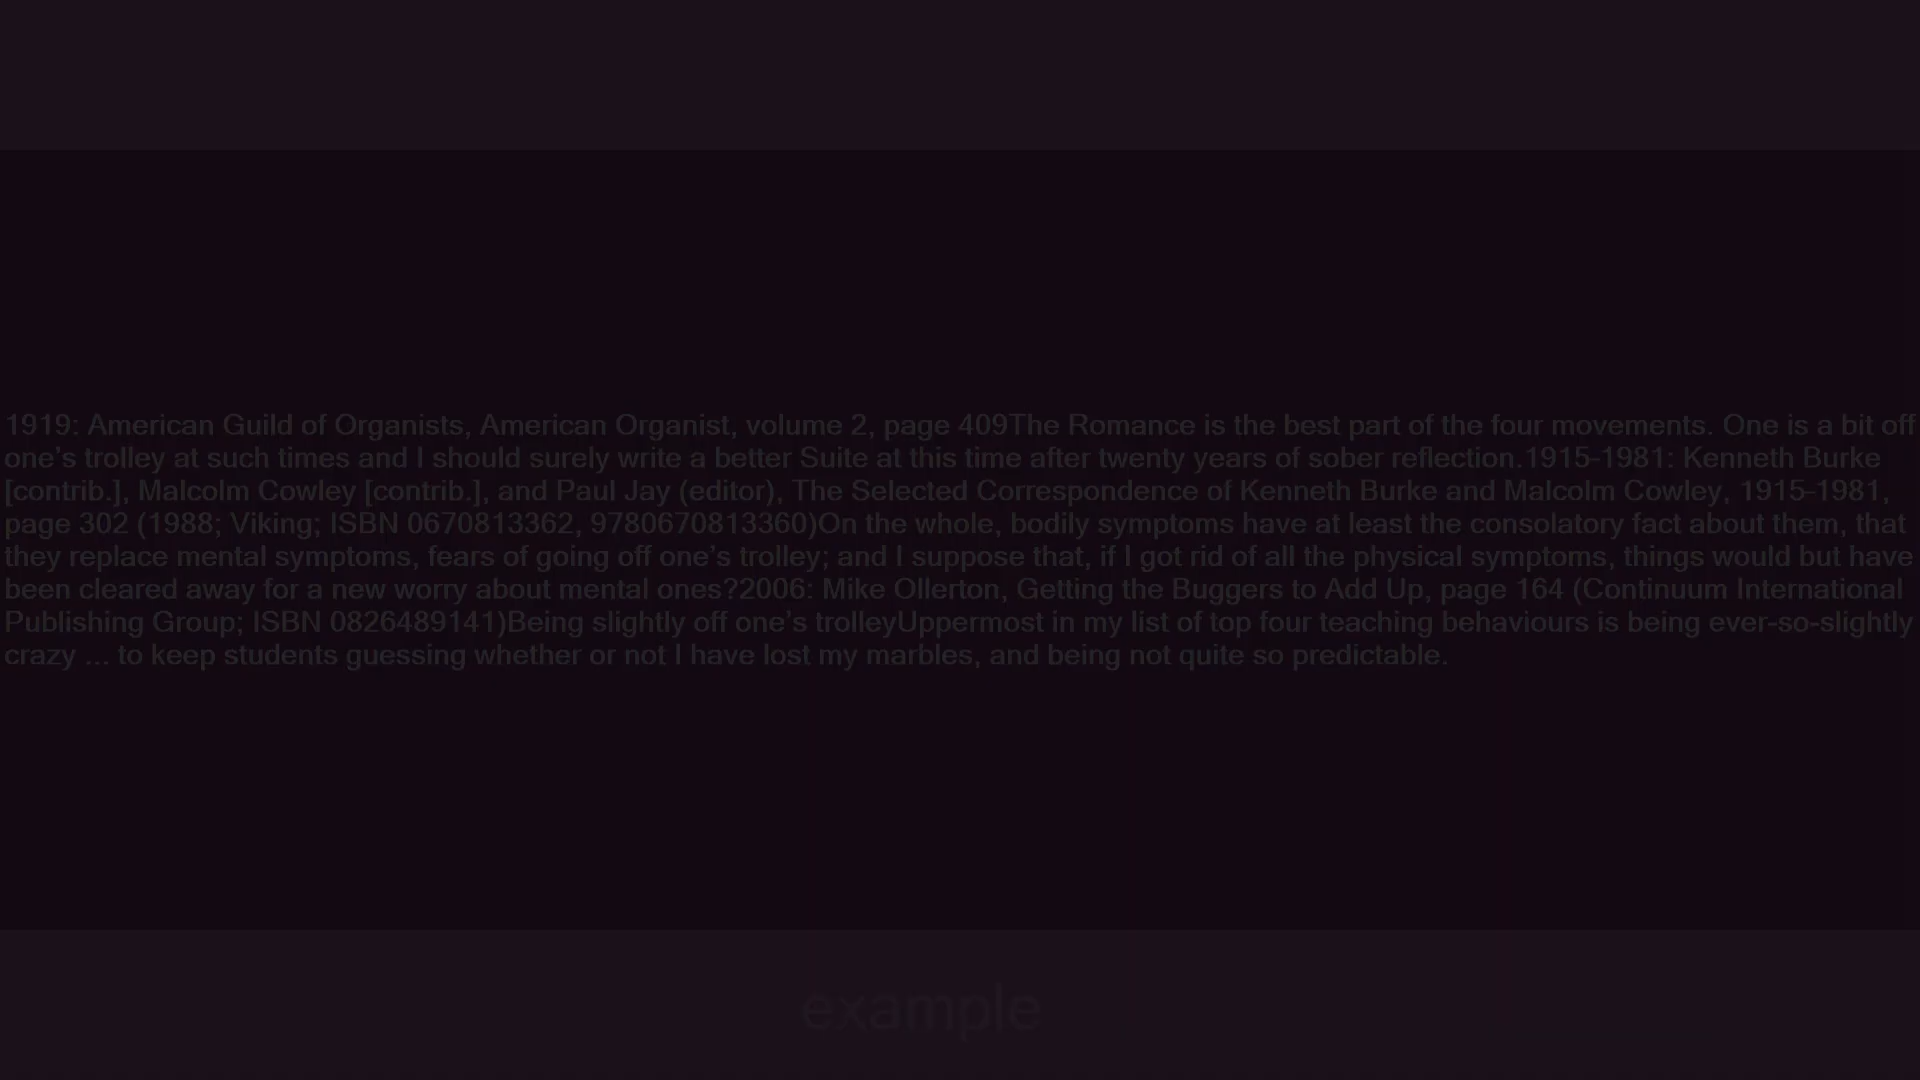 1919: American Guild of Organists, American Organist, volume 2, page 409The Romance is the best part of the four movements. One is a bit off
one’s trolley at such times and I should surely write a better Suite at this time after twenty years of sober reflection.1915–1981: Kenneth Burke
[contrib.], Malcolm Cowley [contrib.], and Paul Jay (editor), The Selected Correspondence of Kenneth Burke and Malcolm Cowley, 1915–1981,
page 302 (1988; Viking; ISBN 0670813362, 9780670813360)On the whole, bodily symptoms have at least the consolatory fact about them, that
they replace mental symptoms, fears of going off one’s trolley; and I suppose that, if I got rid of all the physical symptoms, things would but have
been cleared away for a new worry about mental ones?2006: Mike Ollerton, Getting the Buggers to Add Up, page 164 (Continuum International
Publishing Group; ISBN 0826489141)Being slightly off one’s trolleyUppermost in my list of top four teaching behaviours is being ever-so-slightly
crazy ... to keep students guessing whether or not I have lost my marbles, and being not quite so predictable.
example